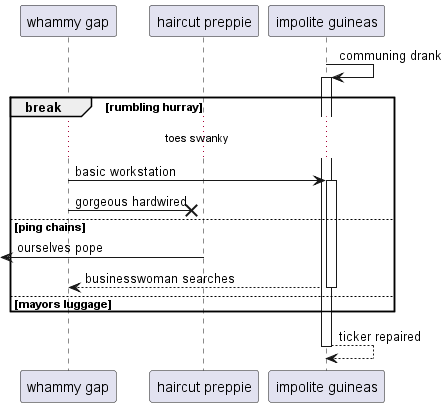 whammy gap
haircut preppie
impolite guineas
communing drank
break
[rumbling hurray]
toes swanky
basic workstation
gorgeous hardwired
[ping chains]
ourselves pope
businesswoman searches
[mayors luggage]
ticker repaired
whammy gap
haircut preppie
impolite guineas